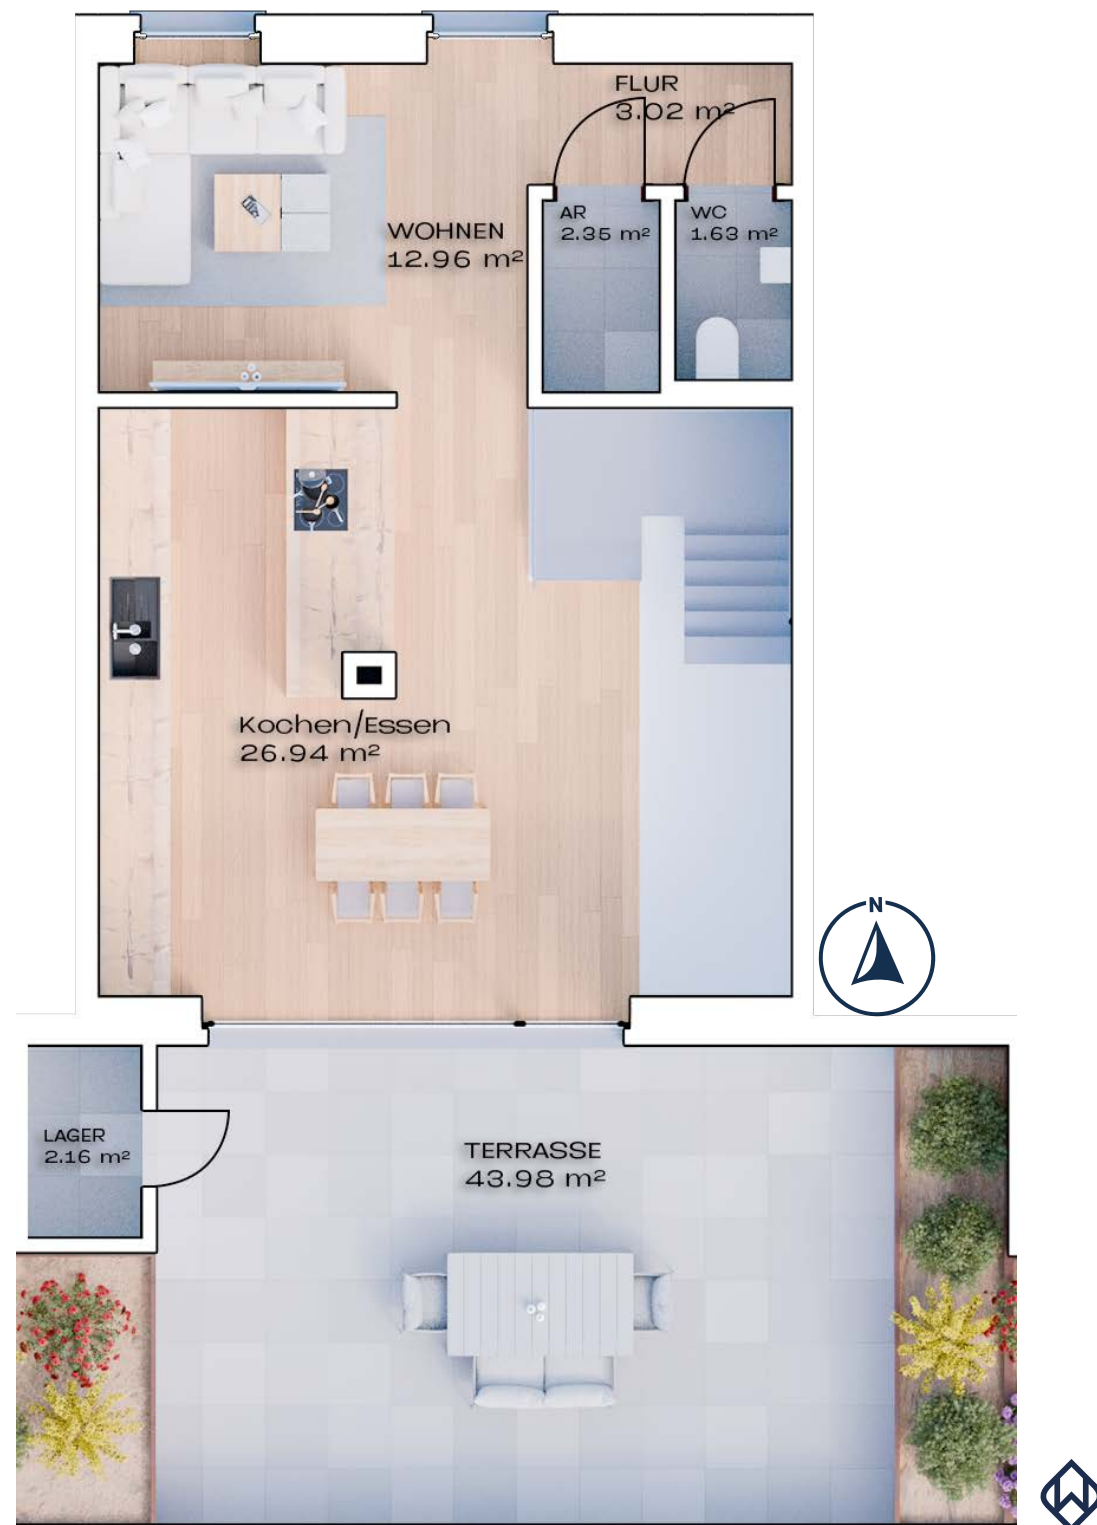 FLUR
3.02 m²
AR
2.35 m²
WC
1.63 m²
WOHNEN
12.96 m²
Kochen/Essen
26.94 m²
N
LAGER
2.16 m²
TERRASSE
43.98 m²